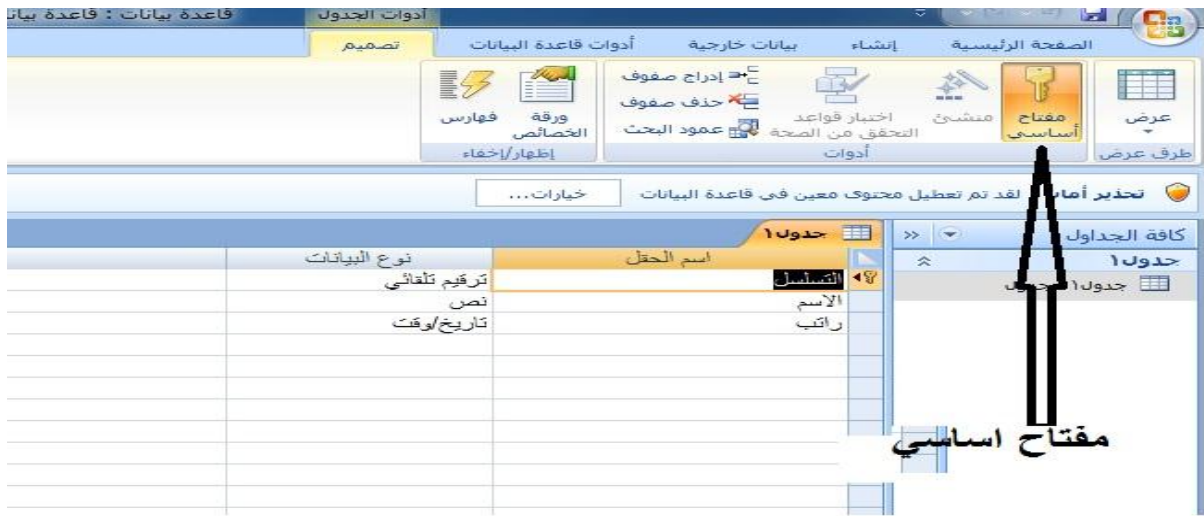 أدوات الجدول قاعدة بيانات : قاعدة بيانا
الصفحة الرئيسية إنشاء بيانات خارجية أدوات قاعدة البيانات تصميم
عرض
مفتاح أساسي
منشئ
اختبار قواعد التحقق من الصحة
إدراج صفوف
حذف صفوف
عمود البحث
ورقة الخصائص
فهارس
طرق عرض أدوات إظهار/إخفاء
تحذير لقد تم تعطيل محتوى معين في قاعدة البيانات خيارات...
كافة الجداول
جدول١
جدول١
جدول١
اسم الحقل نوع البيانات
التسلسل ترقيم تلقائي
الاسم نص
راتب تاريخ/وقت
مفتاح اساسي